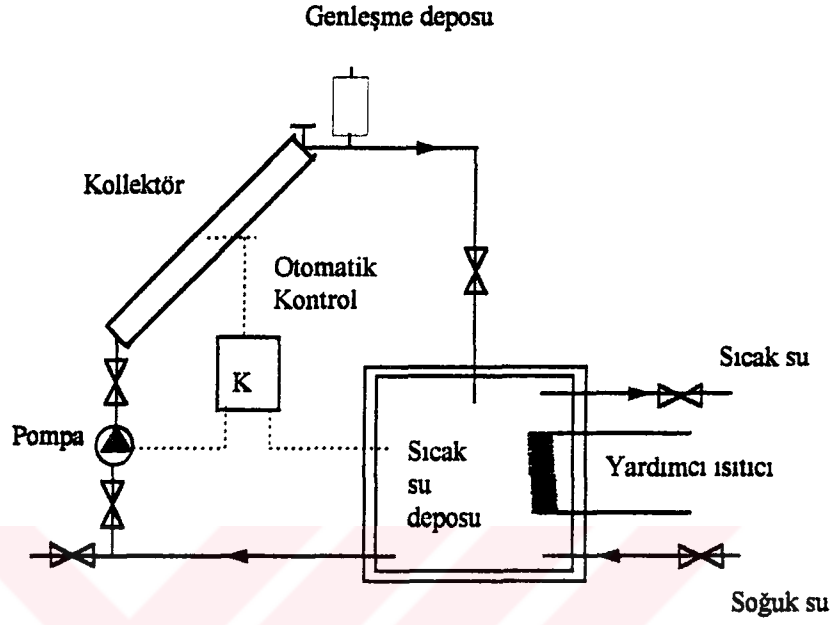 Genleşme deposu
Kollektör
Otomatik
Kontrol
K
Sıcak su
Pompa
Sıcak
su
deposu
Yardımcı ısıtıcı
Soğuk su